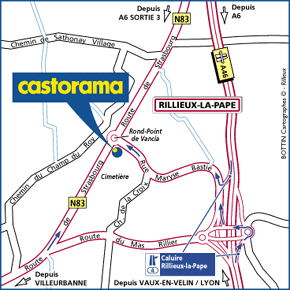 Depuis
A6 SORTIE 3
N83
Depuis
A6
Chemin de Sathonay Village
A46
castorama
Route de Strasbourg
RILLIEUX-LA-PAPE
Rond-Point
de Vancia
Rue Maryse Bastié
Chemin du Champ du Roy
Cimetière
Ch. de la Croix
N83
Route de Strasbourg
Route du Mas Rillier
Caluire
Rillieux-la-Pape
4
Depuis
VILLEURBANNE
Depuis VAUX-EN-VELIN / LYON
BOTTIN Cartographes © - Rillieux